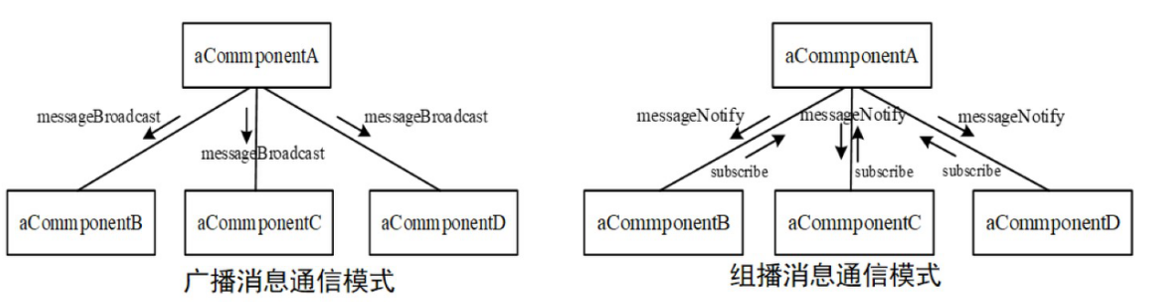 aCommponentA
messageBroadcast
messageBroadcast
messageBroadcast
aCommponentB
aCommponentC
aCommponentD
广播消息通信模式
aCommponentA
messageNotify
messageNotify
messageNotify
subscribe
subscribe
subscribe
aCommponentB
aCommponentC
aCommponentD
组播消息通信模式